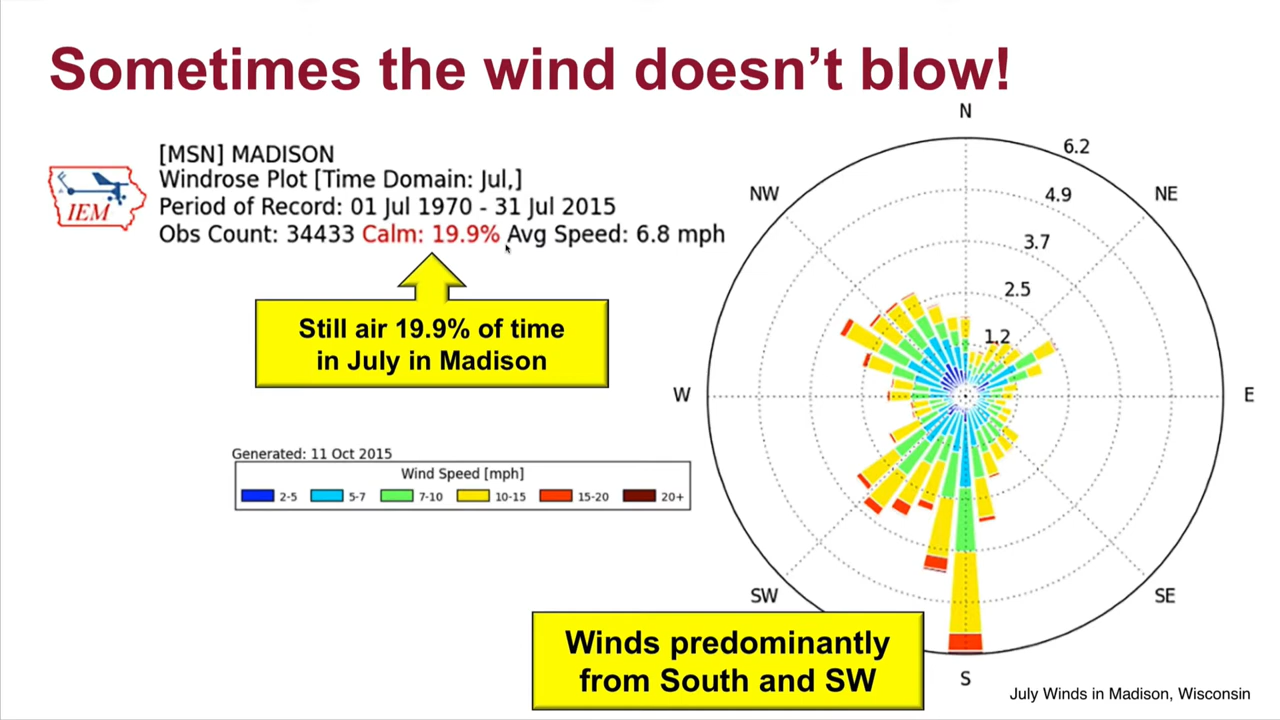 Sometimes the wind doesn’t blow!
[MSN] MADISON
Windrose Plot [Time Domain: Jul,]
Period of Record: 01 Jul 1970 - 31 Jul 2015
Obs Count: 34433 Calm: 19.9% Avg Speed: 6.8 mph
IEM
Still air 19.9% of time
in July in Madison
Generated: 11 Oct 2015
Wind Speed [mph]
2-5 5-7 7-10 10-15 15-20 20+
N
6.2
NW
4.9
NE
3.7
2.5
1.2
W
E
SW
SE
S
Winds predominantly
from South and SW
July Winds in Madison, Wisconsin